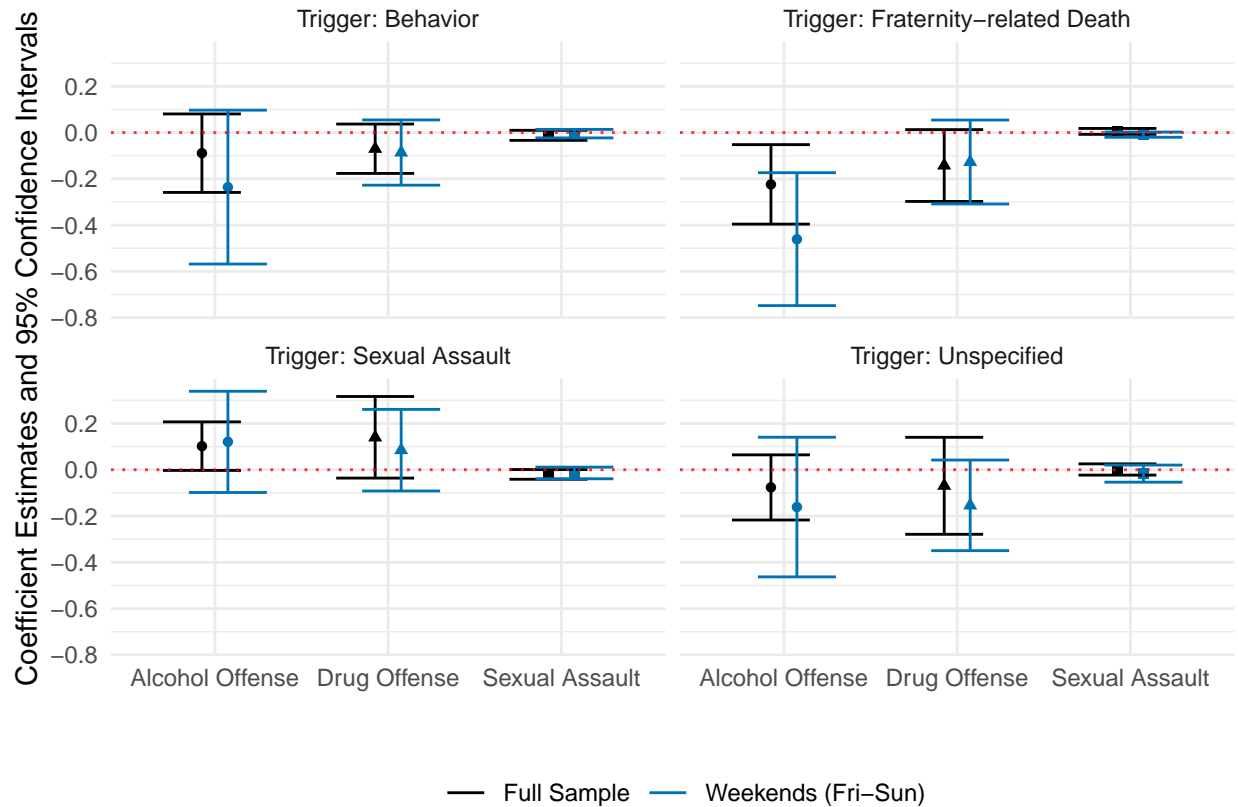 Trigger: Behavior
Trigger: Fraternity−related Death
Coefficient Estimates and 95% Confidence Intervals
0.2
0.0
−0.2
−0.4
−0.6
−0.8
Trigger: Sexual Assault
Trigger: Unspecified
0.2
0.0
−0.2
−0.4
−0.6
−0.8
Alcohol Offense Drug Offense Sexual Assault
Alcohol Offense Drug Offense Sexual Assault
Full Sample Weekends (Fri−Sun)